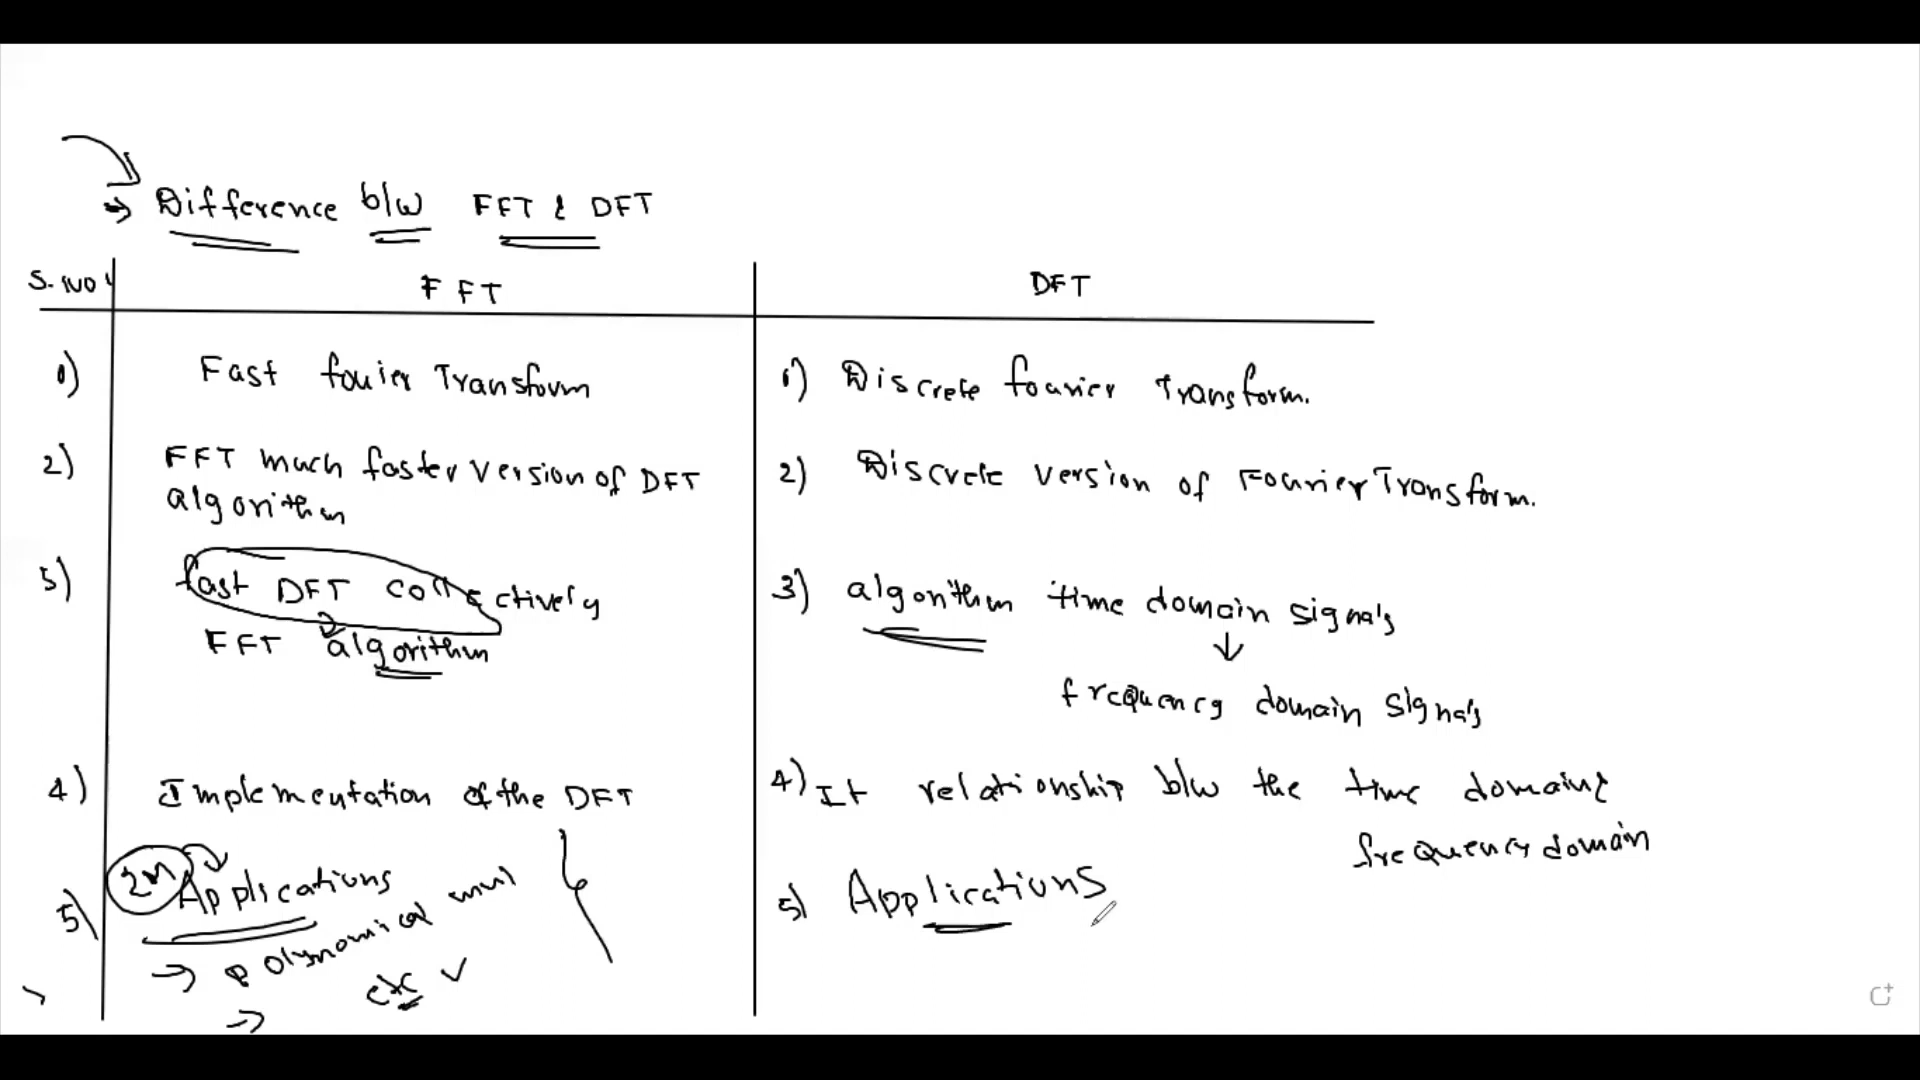 → Difference b/w FFT & DFT
S.NO FFT DFT
1) Fast fouier Transform 1) Discrete fourier Transform.
2) FFT much faster version of DFT 2) Discrete version of Fourier Transform.
algorithm
3) fast DFT collectively 3) algorithm time domain signals
FFT algorithm ↓
frequency domain signals
4) Implementation of the DFT 4) It relationship b/w the time domain &
frequency domain
5) Applications 5) Applications
→ polynomial mul
etc ✓
→